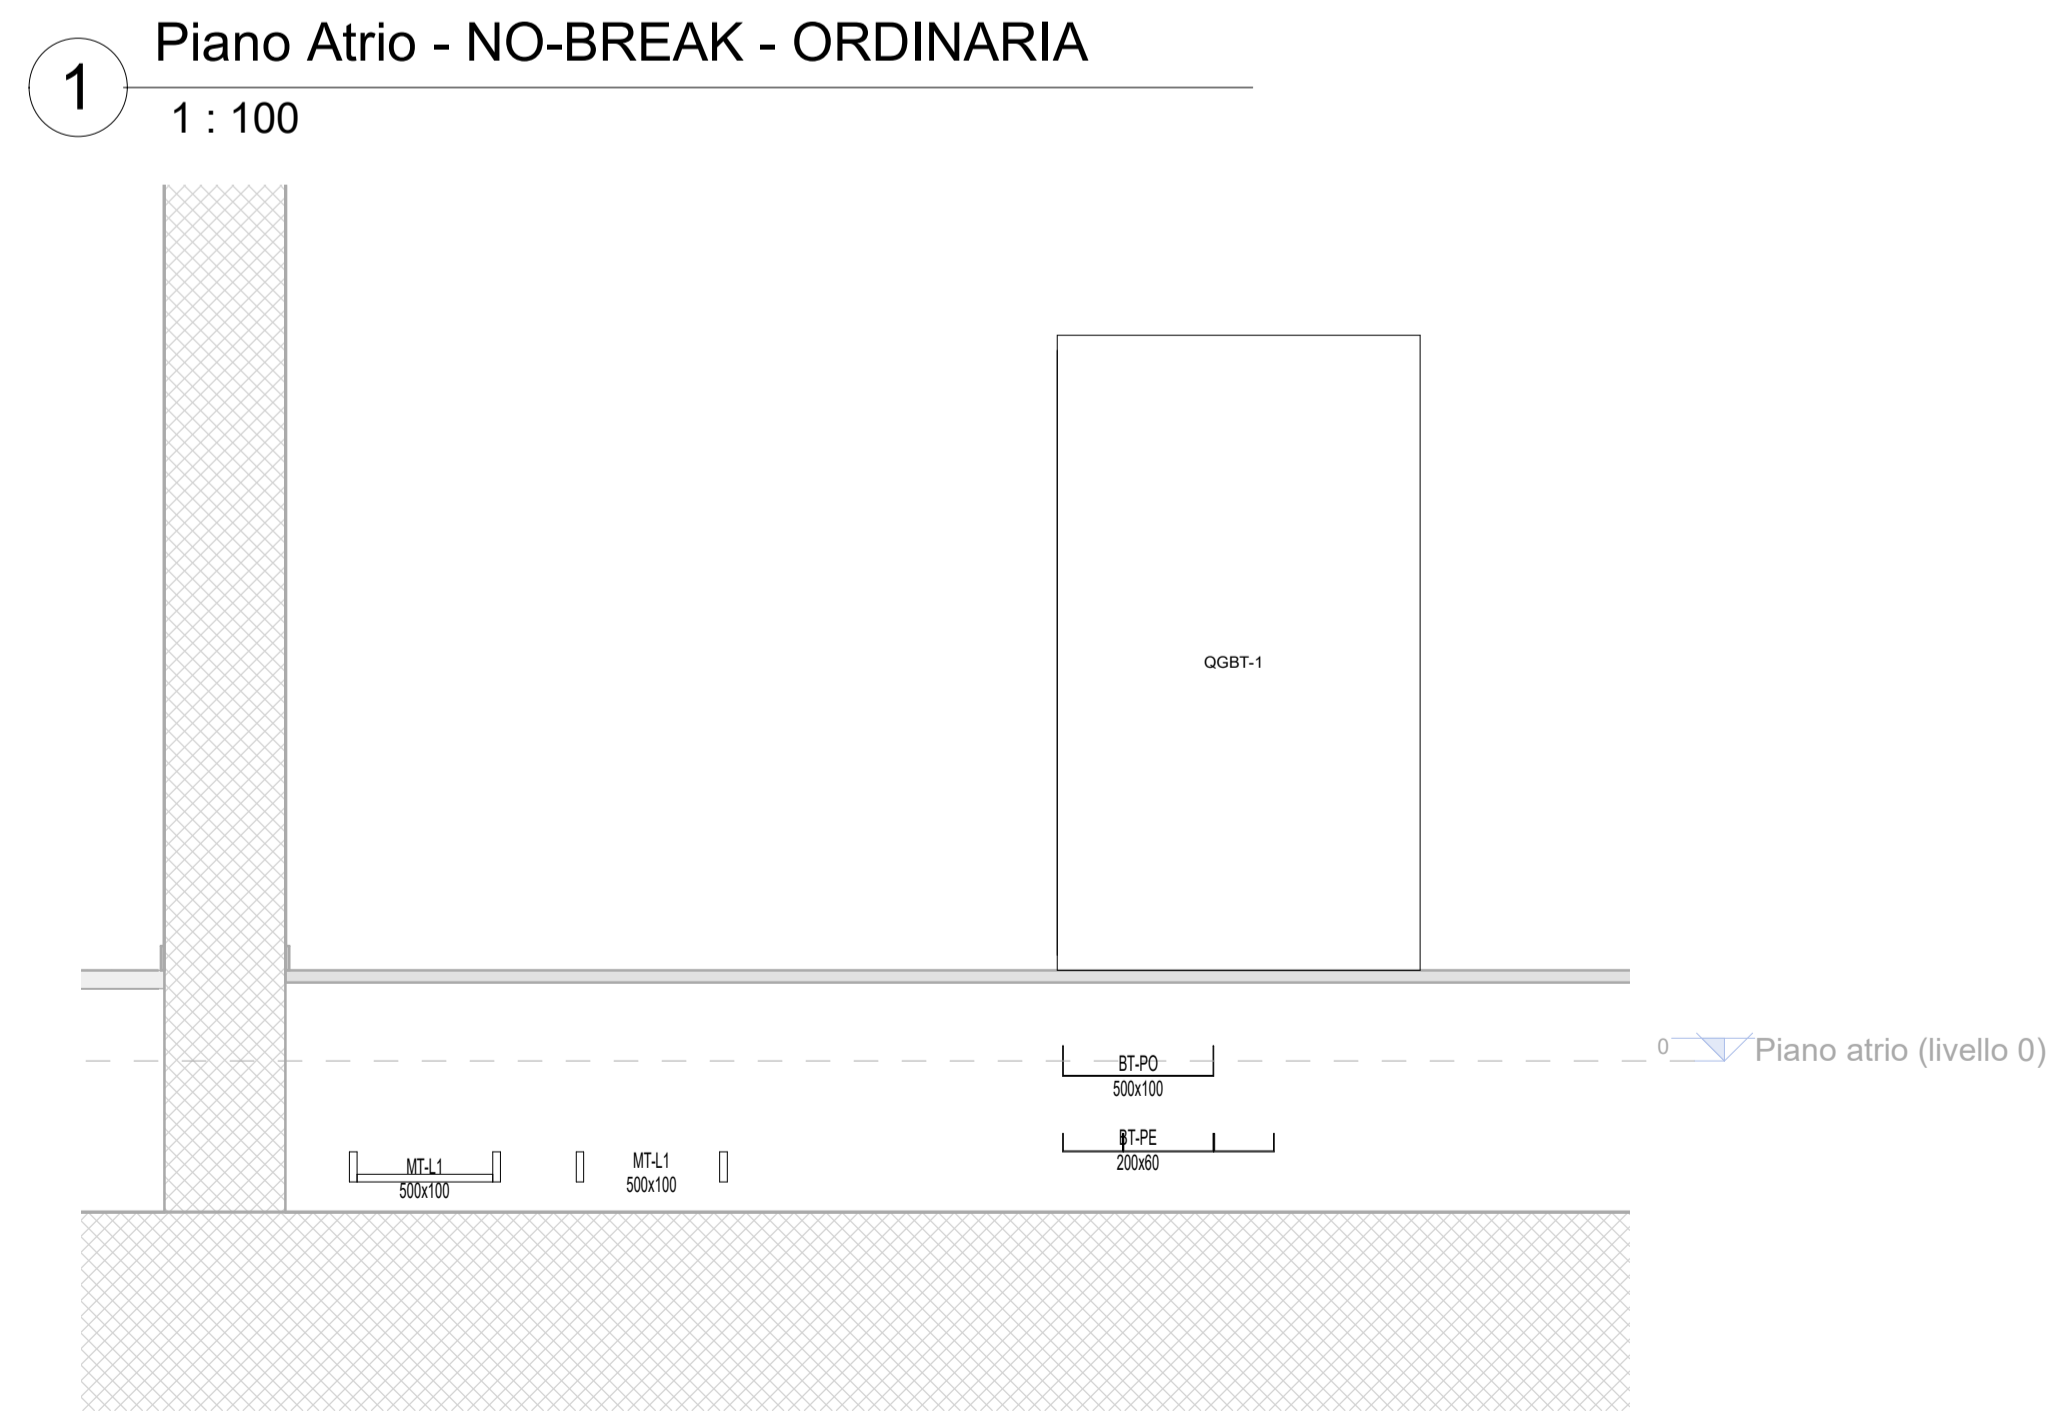 Piano Atrio - NO-BREAK - ORDINARIA
1
1 : 100
QGBT-1
0
Piano atrio (livello 0)
BT-PO
500x100
BT-PE
200x60
MT-L1
500x100
MT-L1
500x100